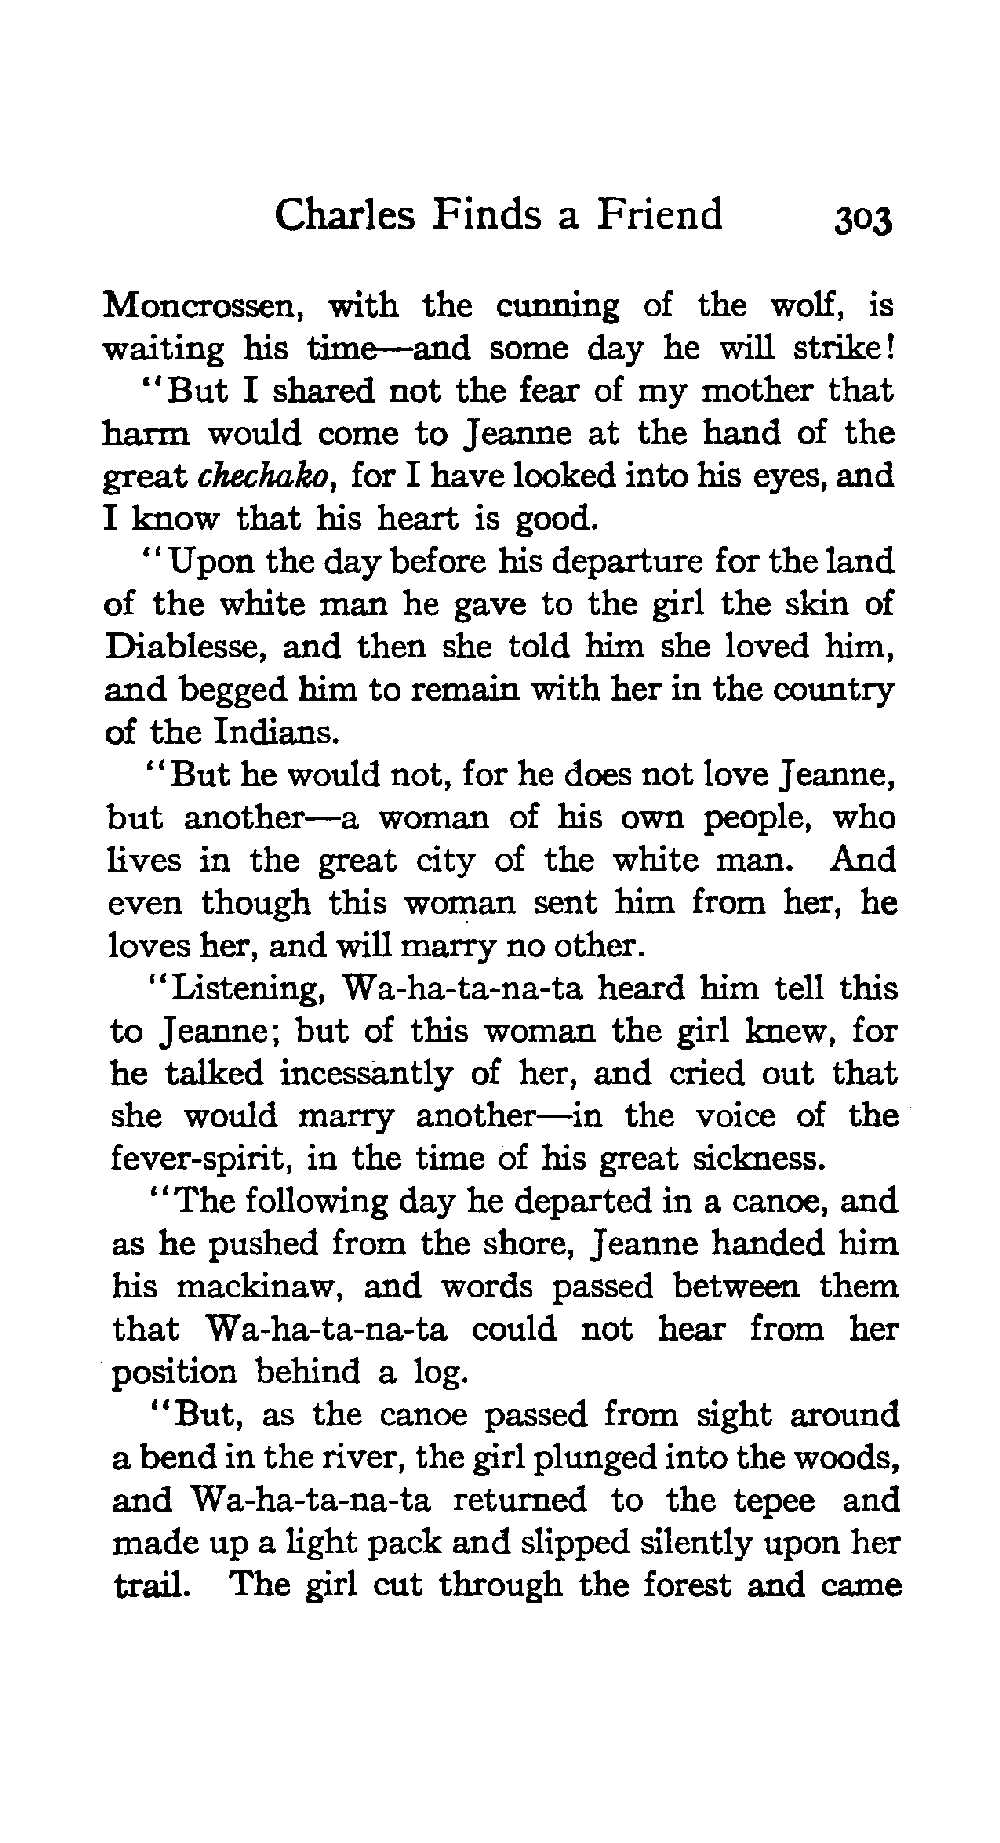 Charles Finds a Friend 303
Moncrossen, with the cunning of the wolf, is
waiting his time—and some day he will strike!
"But I shared not the fear of my mother that
harm would come to Jeanne at the hand of the
great chechako, for I have looked into his eyes, and
I know that his heart is good.
"Upon the day before his departure for the land
of the white man he gave to the girl the skin of
Diablesse, and then she told him she loved him,
and begged him to remain with her in the country
of the Indians.
"But he would not, for he does not love Jeanne,
but another—a woman of his own people, who
lives in the great city of the white man. And
even though this woman sent him from her, he
loves her, and will marry no other.
"Listening, Wa-ha-ta-na-ta heard him tell this
to Jeanne; but of this woman the girl knew, for
he talked incessantly of her, and cried out that
she would marry another—in the voice of the
fever-spirit, in the time of his great sickness.
"The following day he departed in a canoe, and
as he pushed from the shore, Jeanne handed him
his mackinaw, and words passed between them
that Wa-ha-ta-na-ta could not hear from her
position behind a log.
"But, as the canoe passed from sight around
a bend in the river, the girl plunged into the woods,
and Wa-ha-ta-na-ta returned to the tepee and
made up a light pack and slipped silently upon her
trail. The girl cut through the forest and came